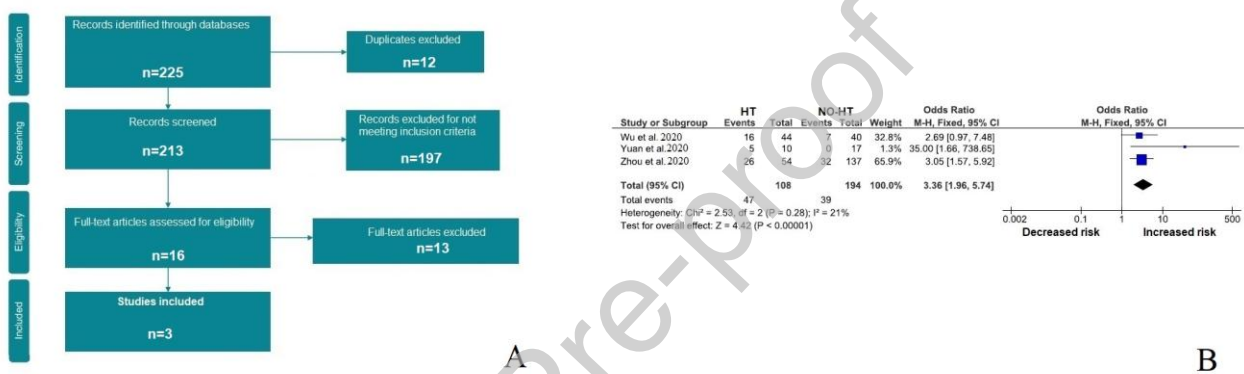 Identification
Records identified through databases
n=225
Duplicates excluded
n=12
Screening
Records screened
n=213
Records excluded for not
meeting inclusion criteria
n=197
Eligibility
Full-text articles assessed for eligibility
n=16
Full-text articles excluded
n=13
Included
Studies included
n=3
A
Pre-proof
HT NO-HT Odds Ratio Odds Ratio
Study or Subgroup Events Total Events Total Weight M-H, Fixed, 95% CI M-H, Fixed, 95% CI
Wu et al. 2020 16 44 7 40 32.8% 2.69 [0.97, 7.48]
Yuan et al.2020 5 10 0 17 1.3% 35.00 [1.66, 738.65]
Zhou et al.2020 26 54 32 137 65.9% 3.05 [1.57, 5.92]
Total (95% CI) 108 194 100.0% 3.36 [1.96, 5.74]
Total events 47 39
Heterogeneity: Chi² = 2.53, df = 2 (P = 0.28); I² = 21%
Test for overall effect: Z = 4.42 (P < 0.00001)
0.002 0.1 1 10 500
Decreased risk Increased risk
B